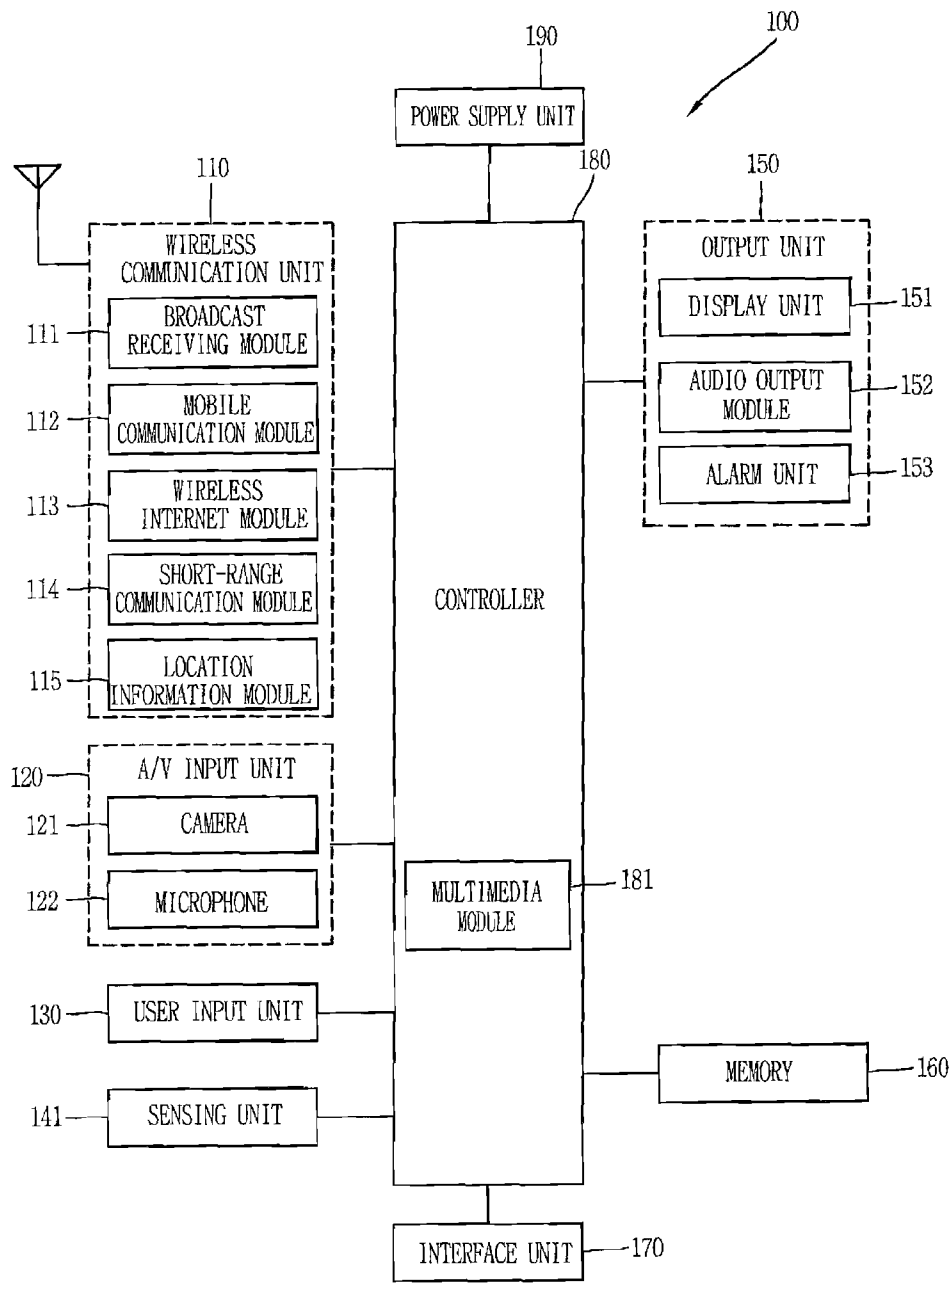 100
190
POWER SUPPLY UNIT
180
110
WIRELESS
COMMUNICATION UNIT
111
BROADCAST
RECEIVING MODULE
112
MOBILE
COMMUNICATION MODULE
113
WIRELESS
INTERNET MODULE
114
SHORT-RANGE
COMMUNICATION MODULE
115
LOCATION
INFORMATION MODULE
120
A/V INPUT UNIT
121
CAMERA
122
MICROPHONE
130
USER INPUT UNIT
141
SENSING UNIT
CONTROLLER
MULTIMEDIA
MODULE
181
150
OUTPUT UNIT
DISPLAY UNIT
151
AUDIO OUTPUT
MODULE
152
ALARM UNIT
153
MEMORY
160
INTERFACE UNIT
170